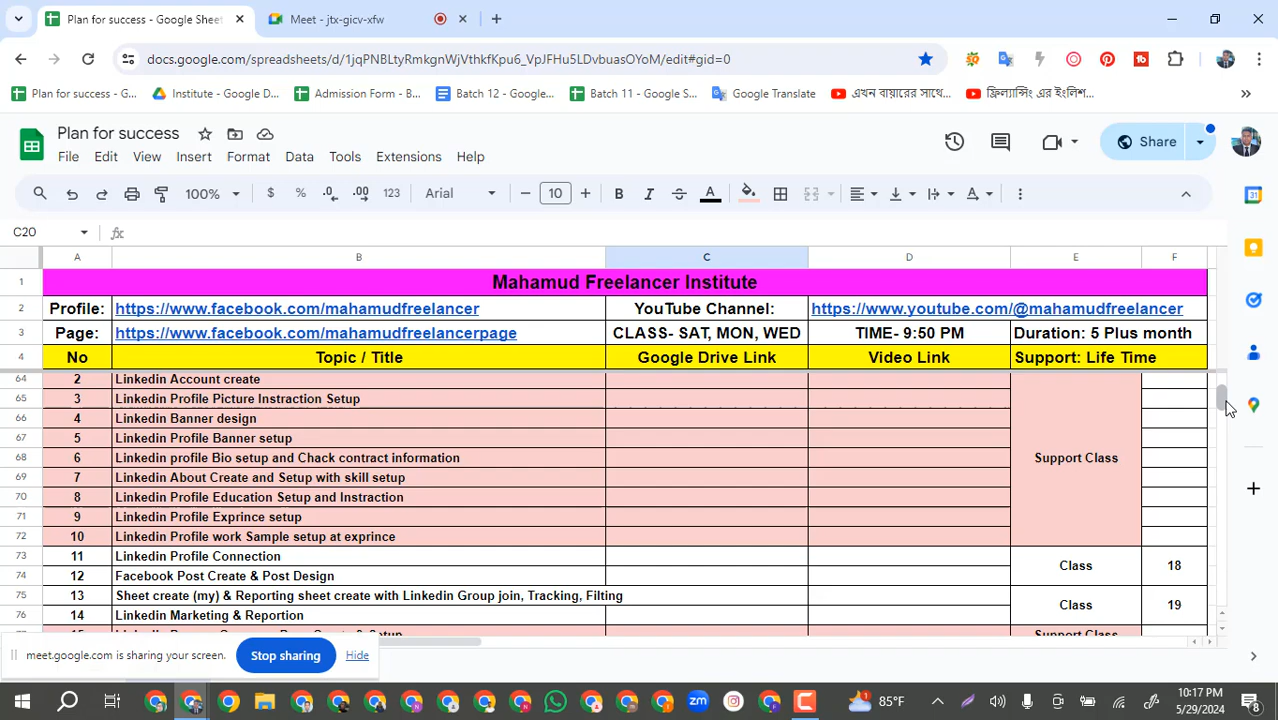 Plan for success - Google Sheet
Meet - jtx-gicv-xfw
docs.google.com/spreadsheets/d/1jqPNBLtyRmkgnWjVthkfKpu6_VpJFHu5LDvbuasOYoM/edit#gid=0
Plan for success - G...
Institute - Google D...
Admission Form - B...
Batch 12 - Google...
Batch 11 - Google S...
Google Translate
এখন বায়ারের সাথে...
ফ্রিল্যান্সিং এর ইংলিশ...
Plan for success
File Edit View Insert Format Data Tools Extensions Help
Share
100% $ % .0 .00 123 Arial 10 B I A
C20 fx
A B C D E F
1 Mahamud Freelancer Institute
2 Profile: https://www.facebook.com/mahamudfreelancer YouTube Channel: https://www.youtube.com/@mahamudfreelancer
3 Page: https://www.facebook.com/mahamudfreelancerpage CLASS- SAT, MON, WED TIME- 9:50 PM Duration: 5 Plus month
4 No Topic / Title Google Drive Link Video Link Support: Life Time
64 2 Linkedin Account create
65 3 Linkedin Profile Picture Instraction Setup
66 4 Linkedin Banner design
67 5 Linkedin Profile Banner setup
68 6 Linkedin profile Bio setup and Chack contract information Support Class
69 7 Linkedin About Create and Setup with skill setup
70 8 Linkedin Profile Education Setup and Instraction
71 9 Linkedin Profile Exprince setup
72 10 Linkedin Profile work Sample setup at exprince
73 11 Linkedin Profile Connection
Class 18
74 12 Facebook Post Create & Post Design
75 13 Sheet create (my) & Reporting sheet create with Linkedin Group join, Tracking, Filting
Class 19
76 14 Linkedin Marketing & Reportion
Support Class
meet.google.com is sharing your screen. Stop sharing Hide
85°F
10:17 PM
5/29/2024
8